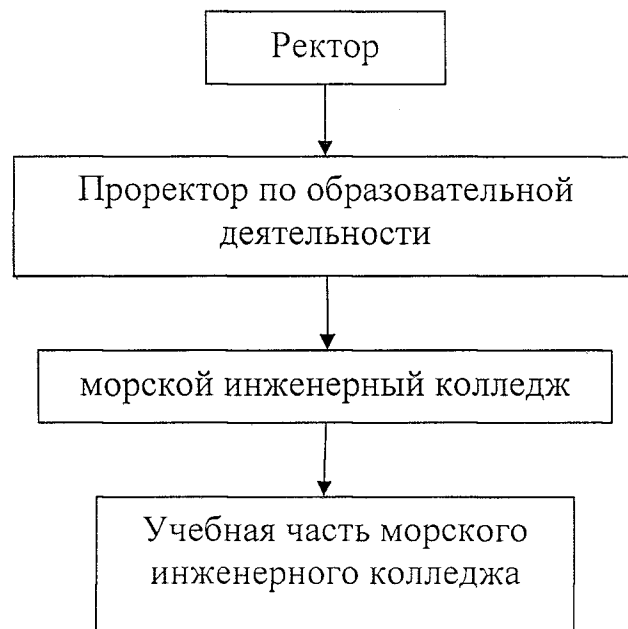 Ректор
Проректор по образовательной
деятельности
морской инженерный колледж
Учебная часть морского
инженерного колледжа